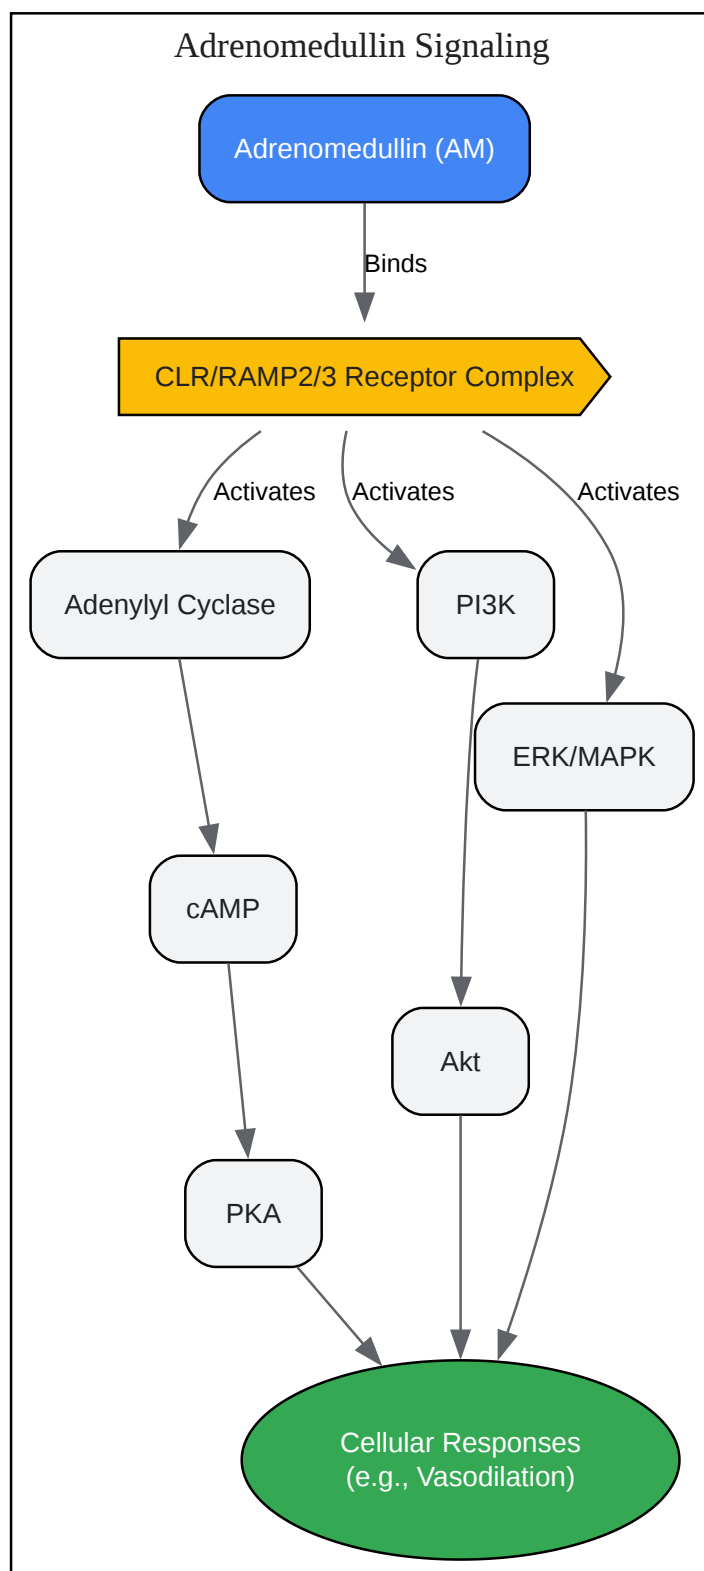 Adrenomedullin Signaling
Adrenomedullin (AM)
Binds
CLR/RAMP2/3 Receptor Complex
Activates
Activates
Activates
Adenylyl Cyclase
PI3K
ERK/MAPK
cAMP
Akt
PKA
Cellular Responses
(e.g., Vasodilation)